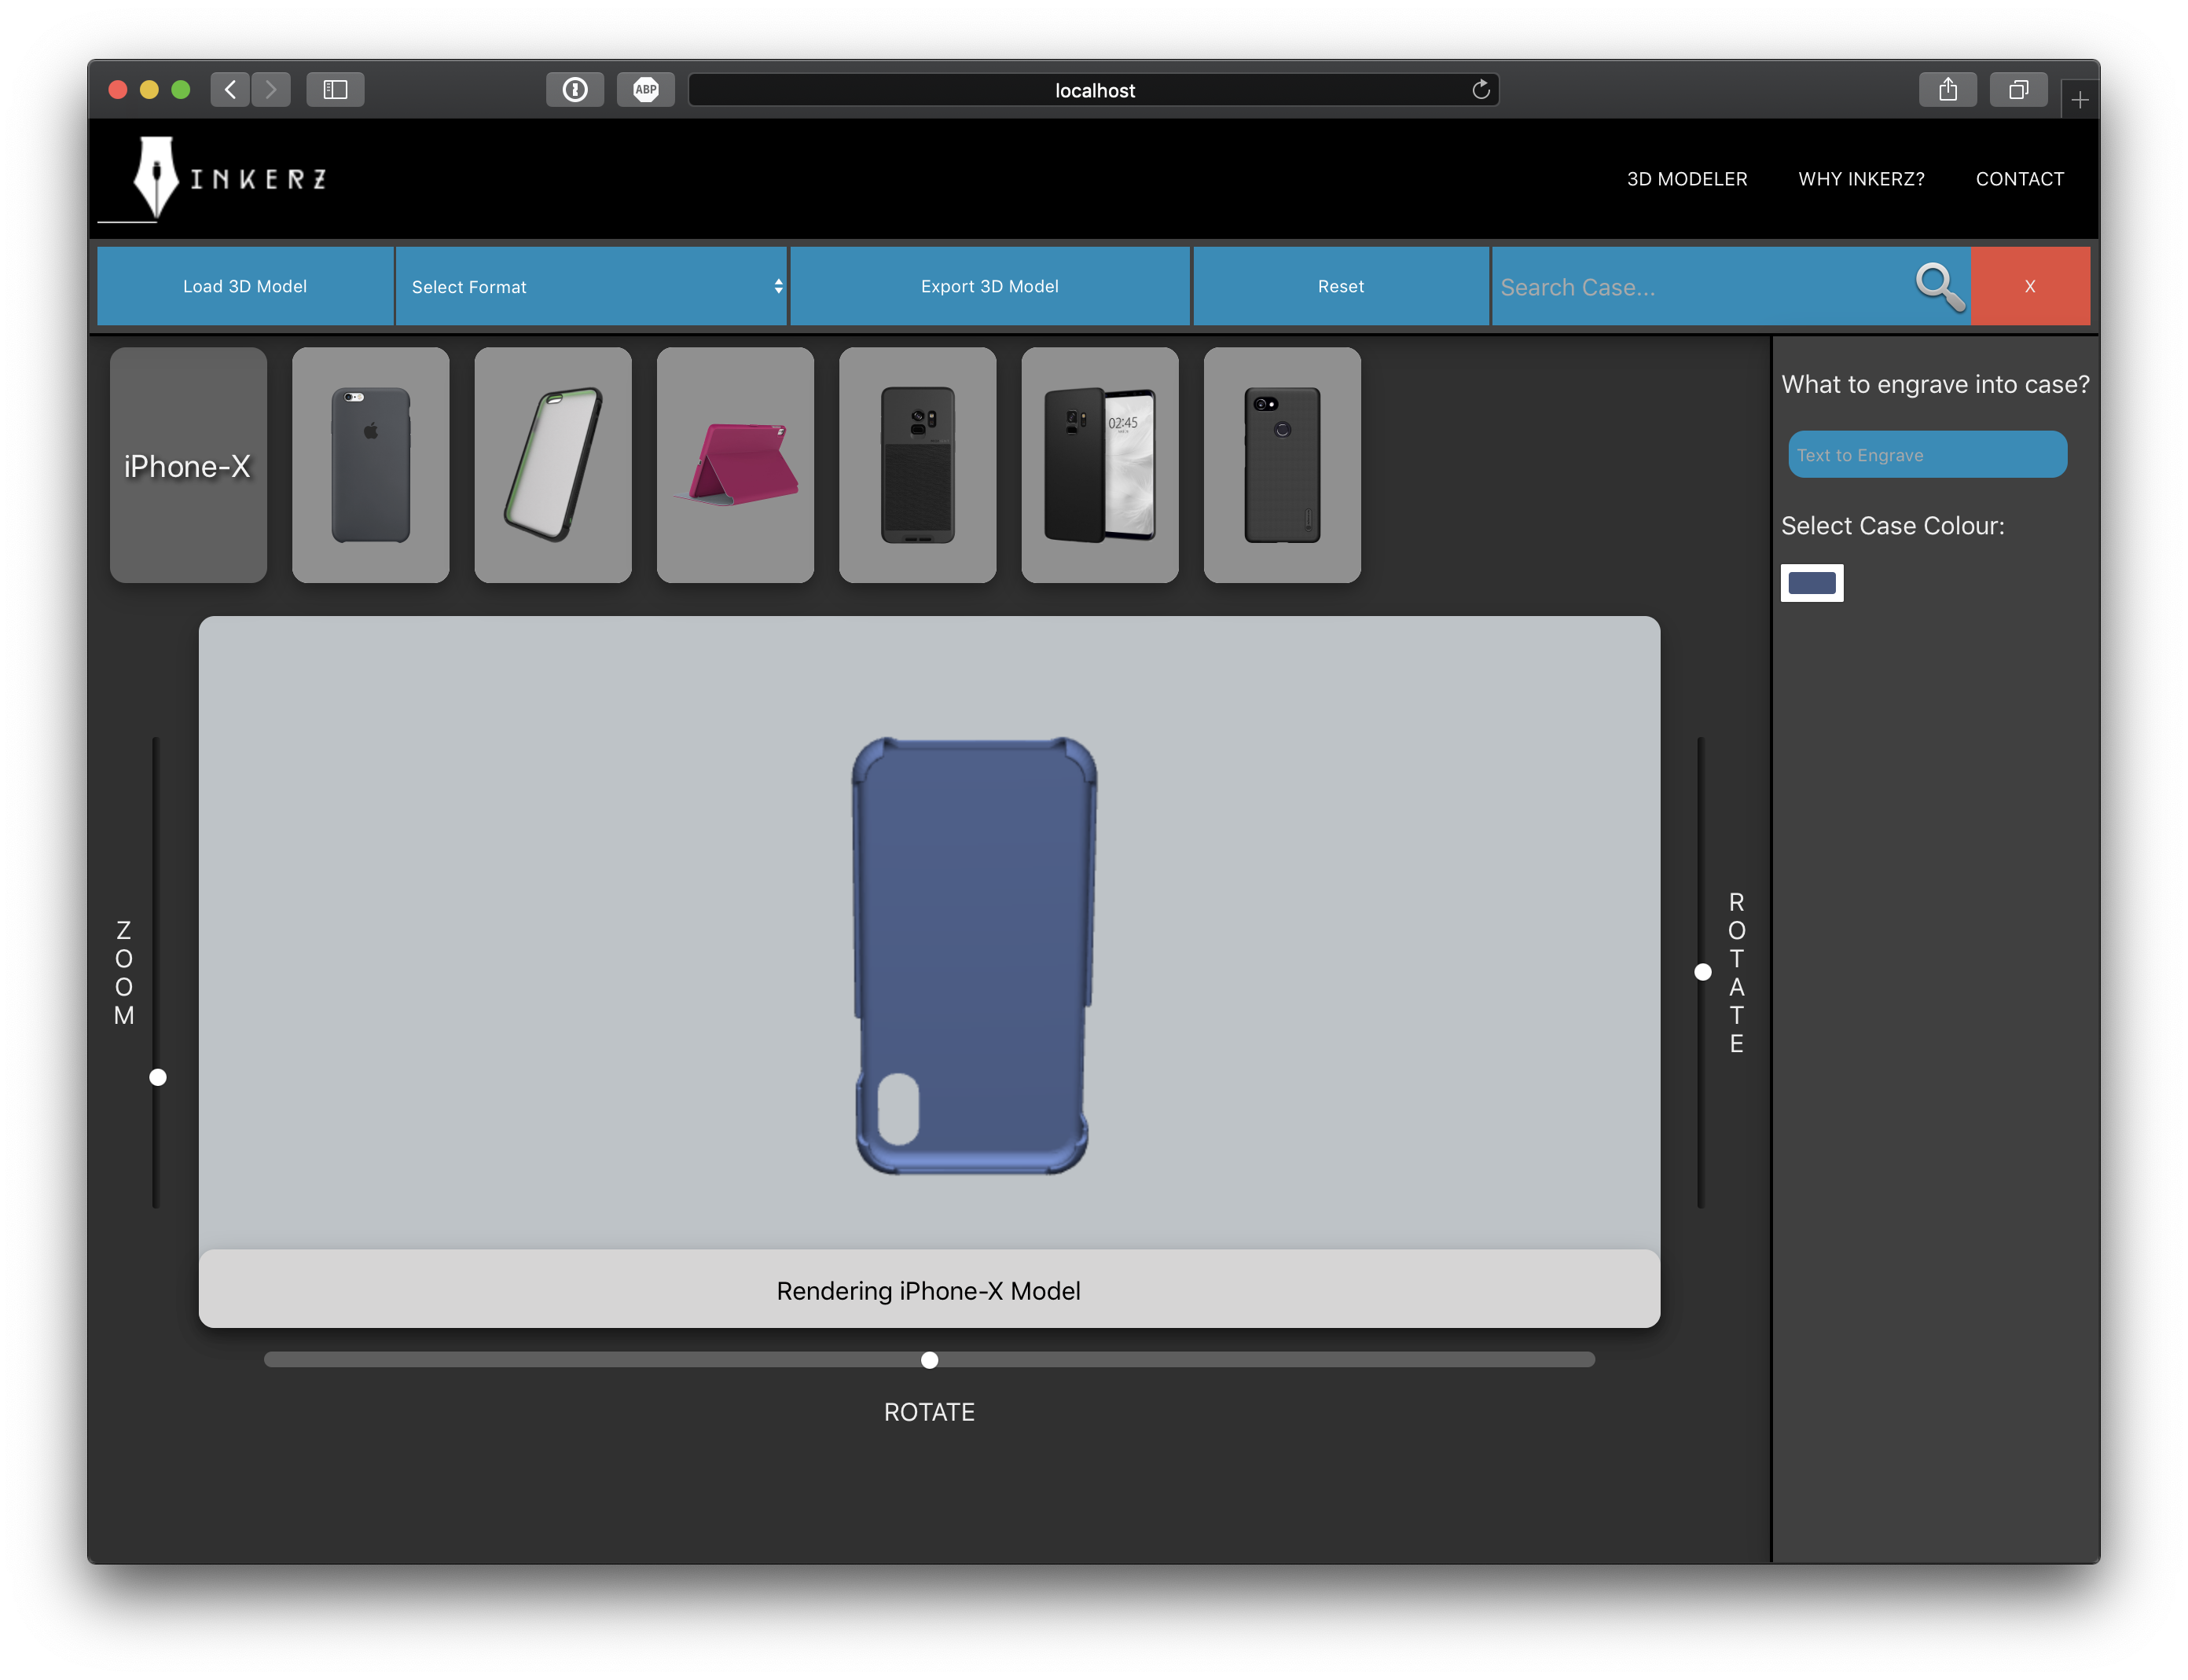 localhost
ABP
INKERZ
3D MODELER
WHY INKERZ?
CONTACT
Load 3D Model
Select Format
Export 3D Model
Reset
Search Case...
X
iPhone-X
02:45
What to engrave into case?
Text to Engrave
Select Case Colour:
ZOOM
ROTATE
Rendering iPhone-X Model
ROTATE